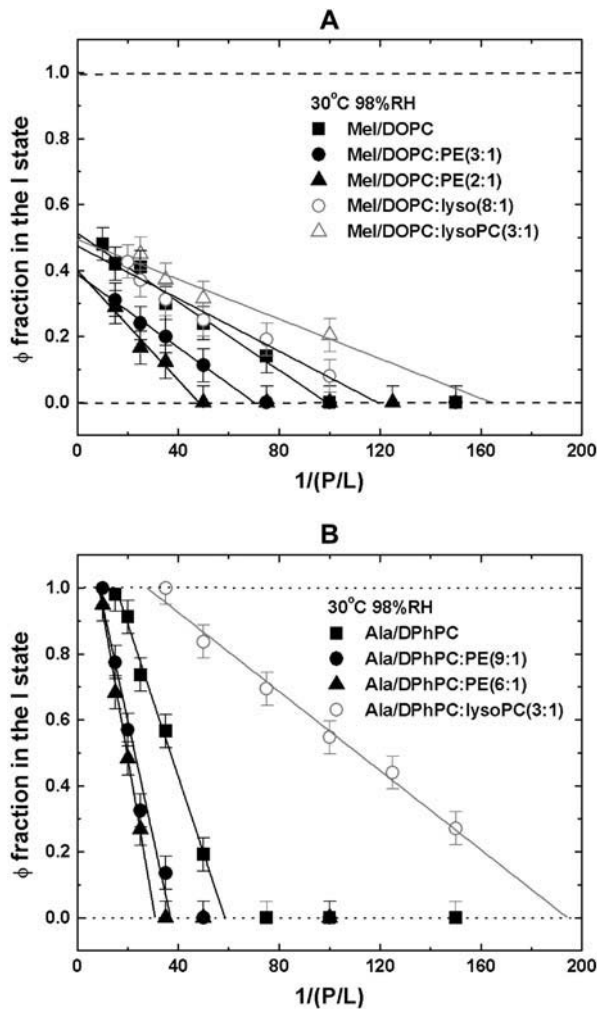 A
φ fraction in the I state
1.0
0.8
0.6
0.4
0.2
0.0
30°C 98%RH
Mel/DOPC
Mel/DOPC:PE(3:1)
Mel/DOPC:PE(2:1)
Mel/DOPC:lyso(8:1)
Mel/DOPC:lysoPC(3:1)
0 40 80 120 160 200
1/(P/L)
B
φ fraction in the I state
1.0
0.8
0.6
0.4
0.2
0.0
30°C 98%RH
Ala/DPhPC
Ala/DPhPC:PE(9:1)
Ala/DPhPC:PE(6:1)
Ala/DPhPC:lysoPC(3:1)
0 40 80 120 160 200
1/(P/L)